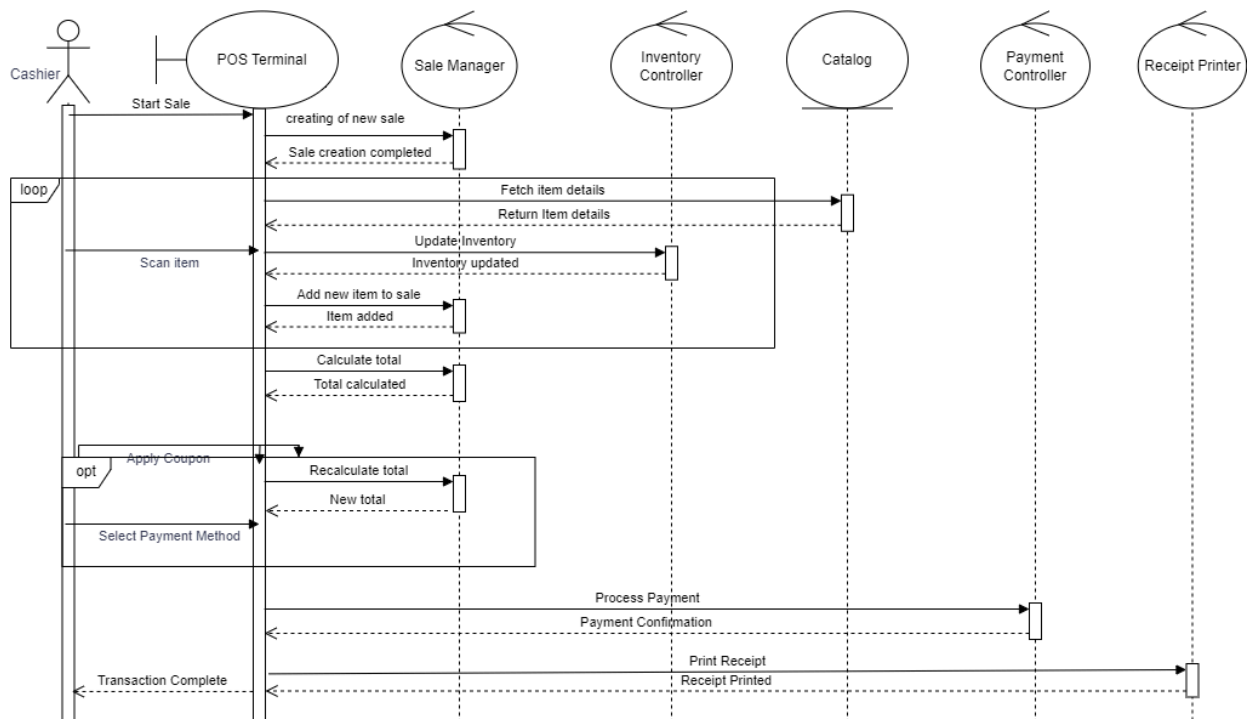 Cashier
POS Terminal
Sale Manager
Inventory
Controller
Catalog
Payment
Controller
Receipt Printer
Start Sale
creating of new sale
Sale creation completed
loop
Fetch item details
Return Item details
Scan item
Update Inventory
Inventory updated
Add new item to sale
Item added
Calculate total
Total calculated
Apply Coupon
opt
Recalculate total
New total
Select Payment Method
Process Payment
Payment Confirmation
Print Receipt
Receipt Printed
Transaction Complete